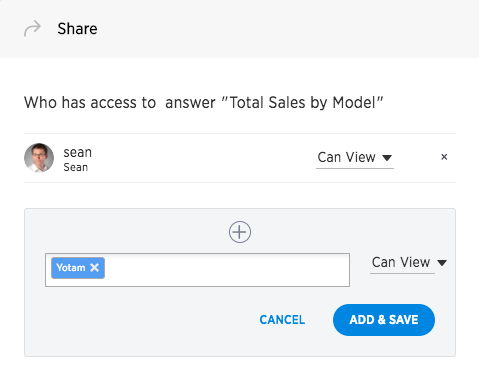 Share
Who has access to answer "Total Sales by Model"
sean
Sean
Can View
×
Yotam ×
Can View
CANCEL
ADD & SAVE